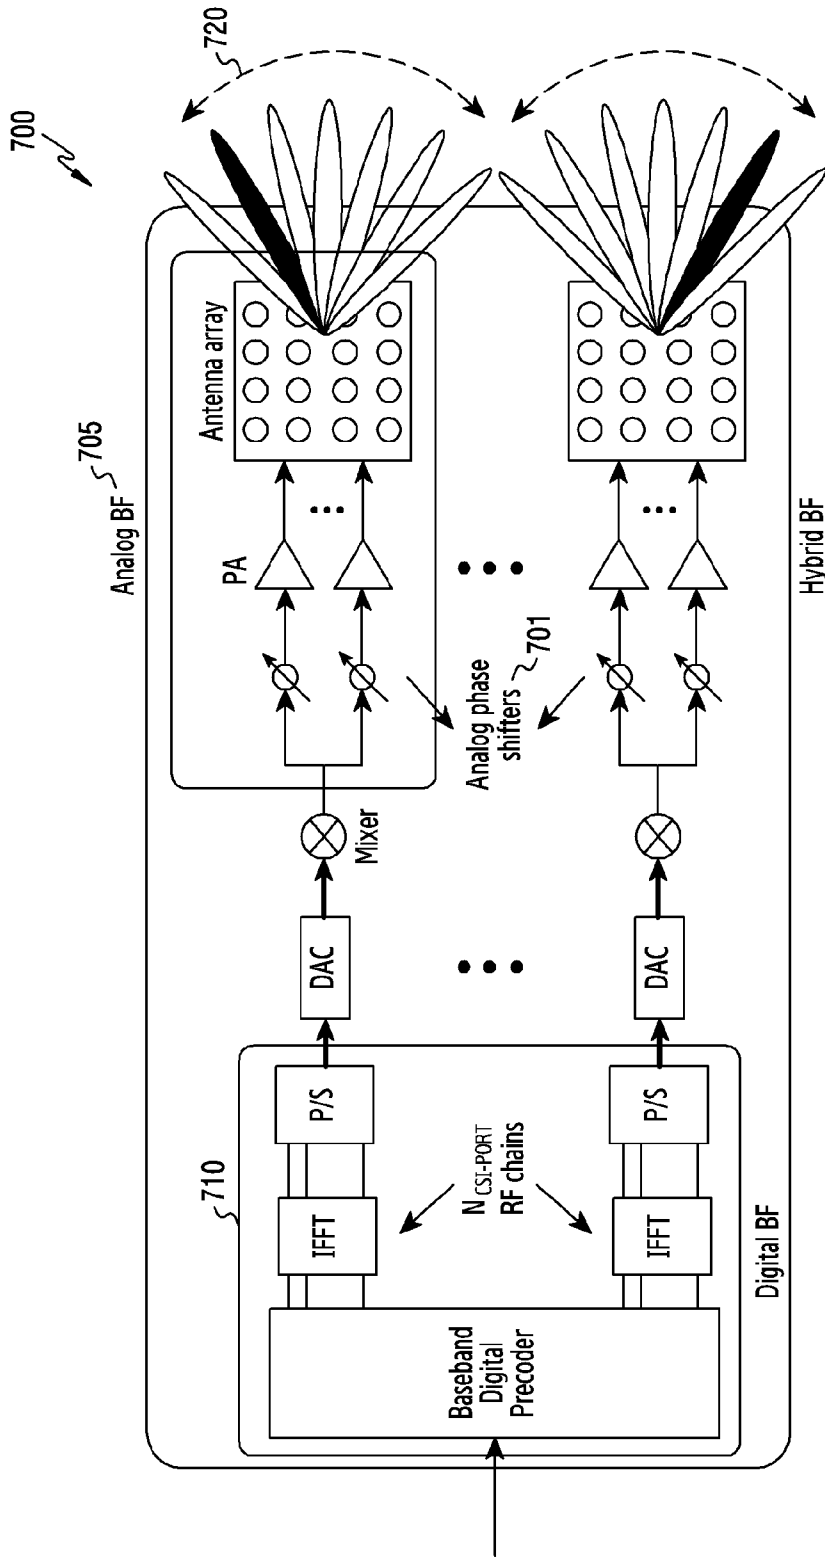 700
720
Analog BF
705
Antenna array
PA
Analog phase
shifters
701
Mixer
DAC
DAC
710
P/S
P/S
N CSI-PORT
RF chains
IFFT
IFFT
Baseband
Digital
Precoder
Digital BF
Hybrid BF